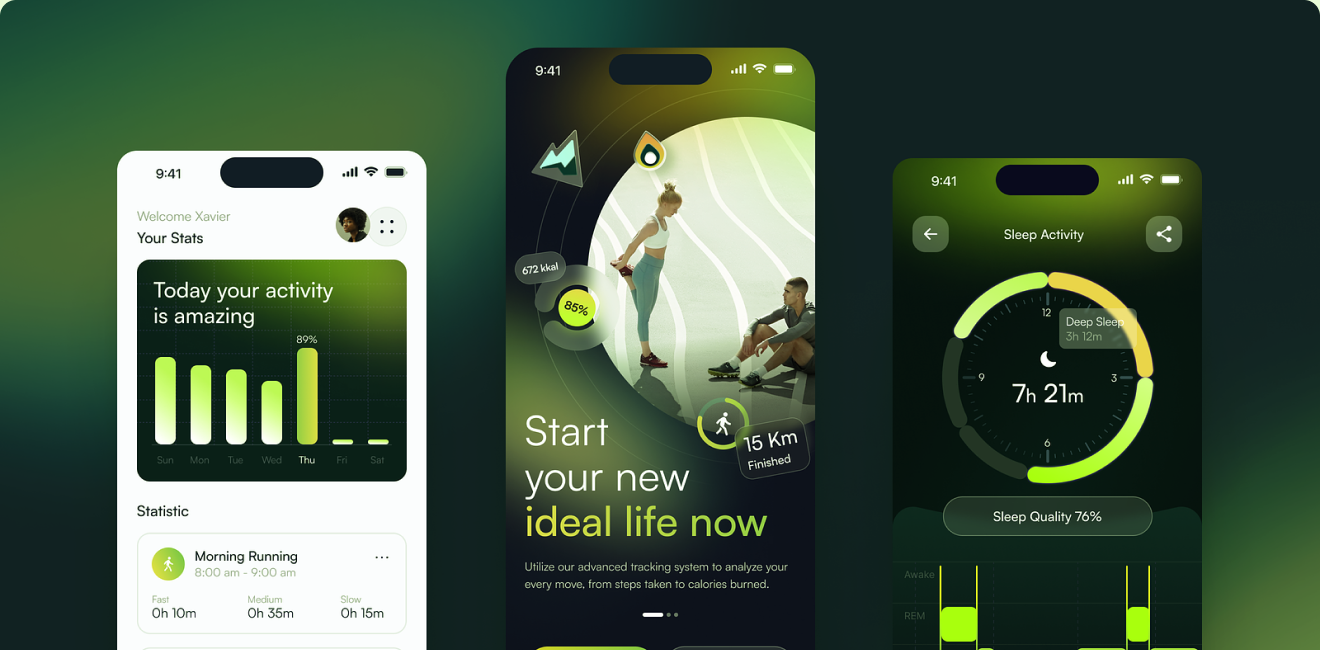 9:41
Welcome Xavier
Your Stats
Today your activity
is amazing
89%
Sun Mon Tue Wed Thu Fri Sat
Statistic
Morning Running
8:00 am - 9:00 am
Fast Medium Slow
0h 10m 0h 35m 0h 15m
9:41
672 kkal
85%
15 Km
Finished
Start
your new
ideal life now
Utilize our advanced tracking system to analyze your
every move, from steps taken to calories burned.
9:41
Sleep Activity
12
Deep Sleep
3h 12m
9 3
7h 21m
6
Sleep Quality 76%
Awake
REM